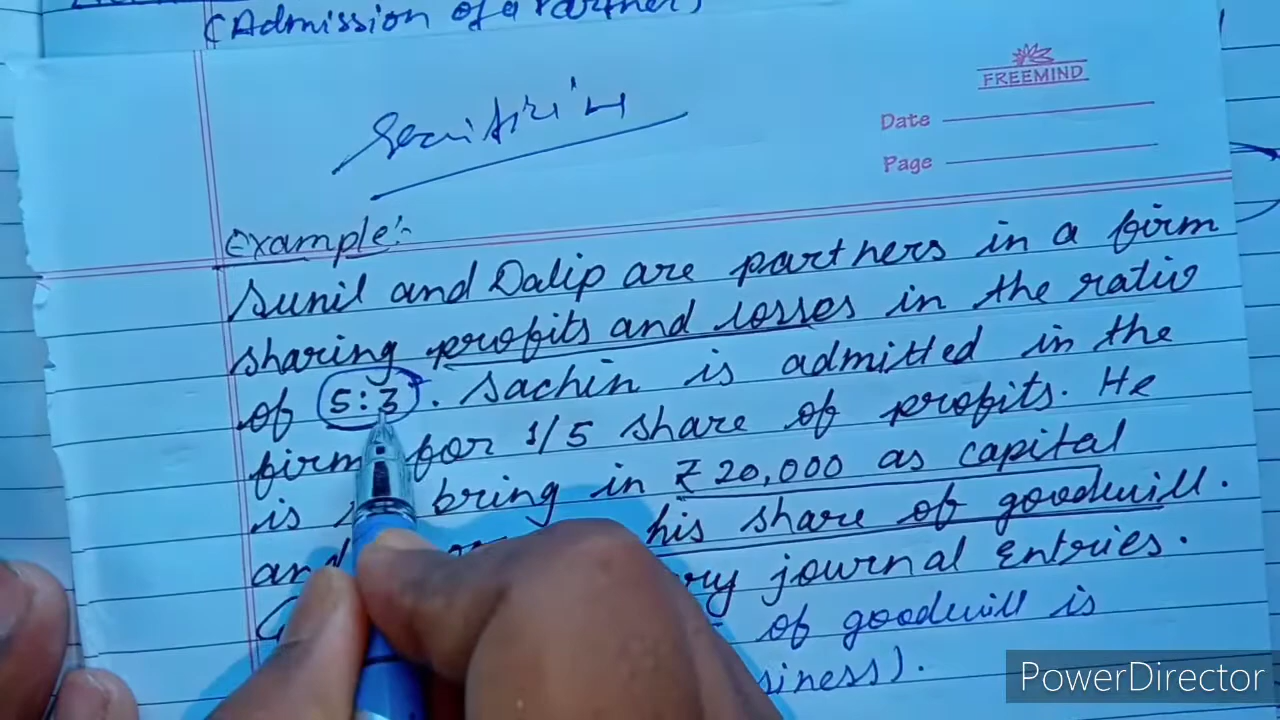 (Admission of a Partner)
FREEMIND
Date
Page
Example:-
Sunil and Dalip are partners in a firm
sharing profits and losses in the ratio
of 5:3. Sachin is admitted in the
firm for 1/5 share of profits. He
is bring in ₹20,000 as capital
and his share of goodwill.
journal entries.
of goodwill is
PowerDirector